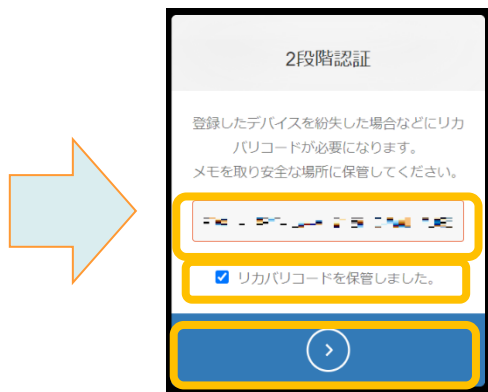 2段階認証
登録したデバイスを紛失した場合などにリカ
バリコードが必要になります。
メモを取り安全な場所に保管してください。
リカバリコードを保管しました。